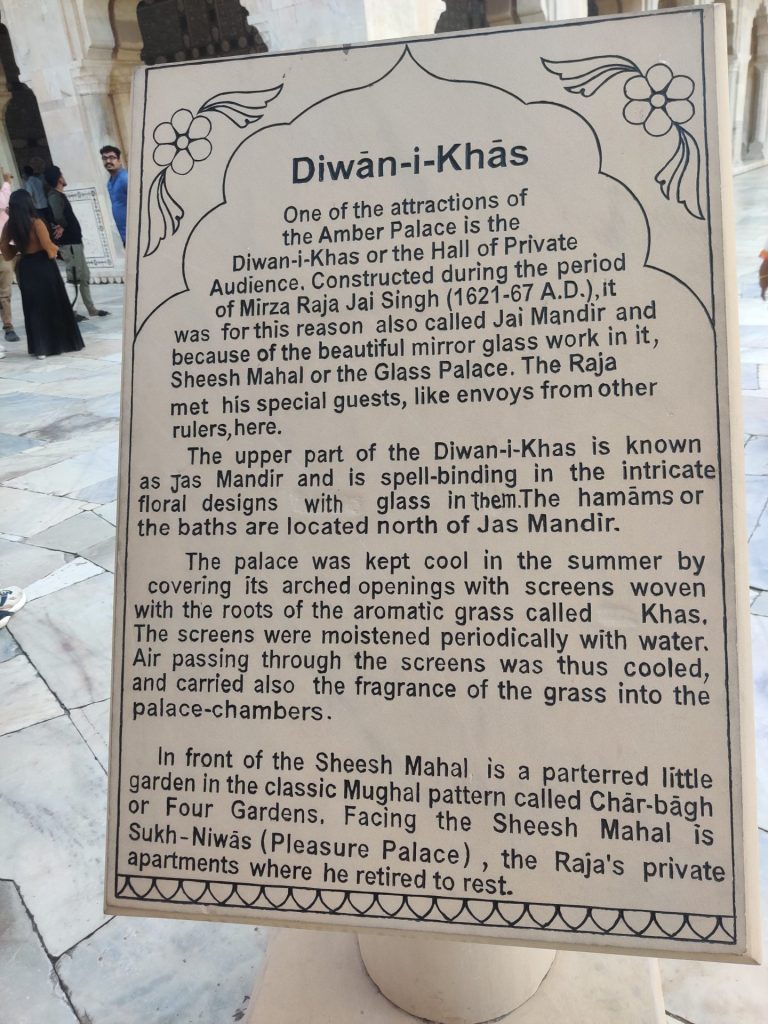 Diwān-i-Khās
One of the attractions of
the Amber Palace is the
Diwan-i-Khas or the Hall of Private
Audience. Constructed during the period
of Mirza Raja Jai Singh (1621-67 A.D.),it
was for this reason also called Jai Mandir and
because of the beautiful mirror glass work in it,
Sheesh Mahal or the Glass Palace. The Raja
met his special guests, like envoys from other
rulers,here.
The upper part of the Diwan-i-Khas is known
as Jas Mandir and is spell-binding in the intricate
floral designs with glass in them.The hamāms or
the baths are located north of Jas Mandir.
The palace was kept cool in the summer by
covering its arched openings with screens woven
with the roots of the aromatic grass called Khas.
The screens were moistened periodically with water.
Air passing through the screens was thus cooled,
and carried also the fragrance of the grass into the
palace-chambers.
In front of the Sheesh Mahal is a parterred little
garden in the classic Mughal pattern called Chār-bāgh
or Four Gardens. Facing the Sheesh Mahal is
Sukh-Niwās (Pleasure Palace) , the Raja's private
apartments where he retired to rest.